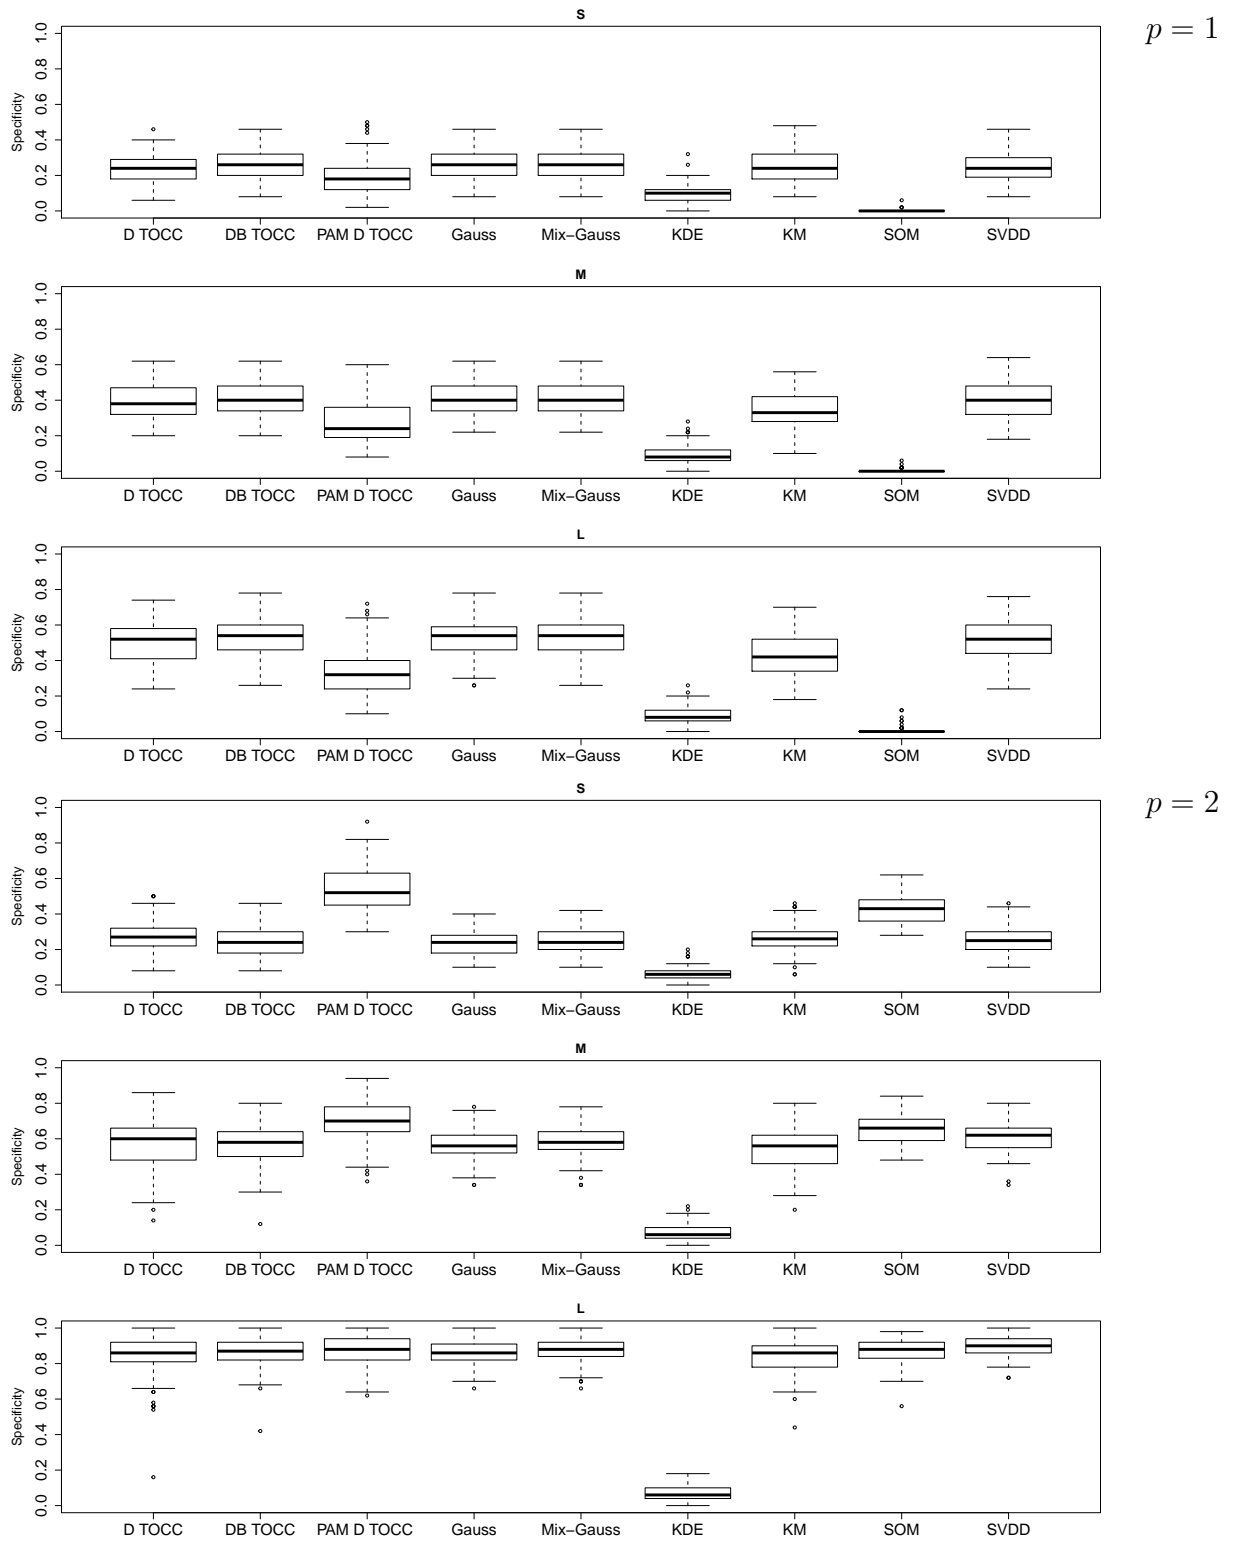 S
p = 1
Specificity
0.0 0.2 0.4 0.6 0.8 1.0
D TOCC DB TOCC PAM D TOCC Gauss Mix−Gauss KDE KM SOM SVDD
M
Specificity
0.0 0.2 0.4 0.6 0.8 1.0
D TOCC DB TOCC PAM D TOCC Gauss Mix−Gauss KDE KM SOM SVDD
L
Specificity
0.0 0.2 0.4 0.6 0.8 1.0
D TOCC DB TOCC PAM D TOCC Gauss Mix−Gauss KDE KM SOM SVDD
S
p = 2
Specificity
0.0 0.2 0.4 0.6 0.8 1.0
D TOCC DB TOCC PAM D TOCC Gauss Mix−Gauss KDE KM SOM SVDD
M
Specificity
0.0 0.2 0.4 0.6 0.8 1.0
D TOCC DB TOCC PAM D TOCC Gauss Mix−Gauss KDE KM SOM SVDD
L
Specificity
0.0 0.2 0.4 0.6 0.8 1.0
D TOCC DB TOCC PAM D TOCC Gauss Mix−Gauss KDE KM SOM SVDD